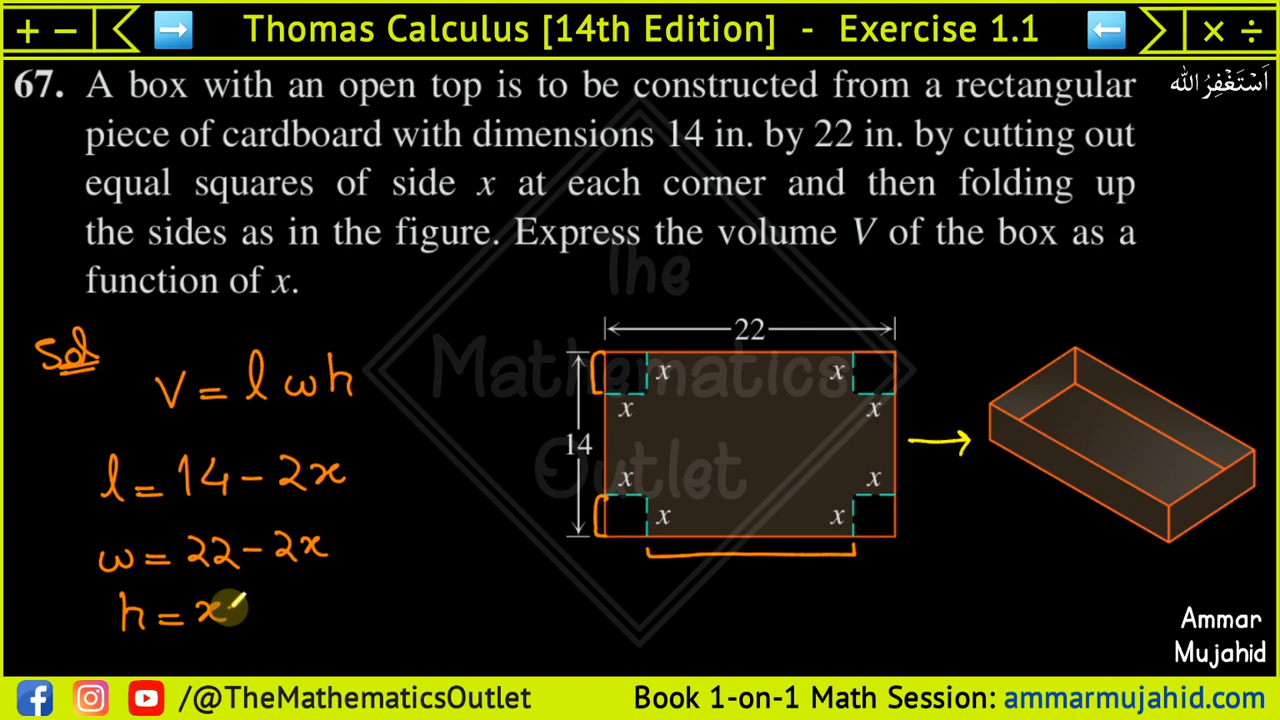 + − ➡ Thomas Calculus [14th Edition] - Exercise 1.1 ⬅ × ÷
أَسْتَغْفِرُ اللّٰه
67. A box with an open top is to be constructed from a rectangular
piece of cardboard with dimensions 14 in. by 22 in. by cutting out
equal squares of side x at each corner and then folding up
the sides as in the figure. Express the volume V of the box as a
function of x.
The
Mathematics
Outlet
Sol
V = l w h
l = 14 - 2x
w = 22 - 2x
h = x
22
14
x x
x x
x x
x x
Ammar
Mujahid
/@TheMathematicsOutlet
Book 1-on-1 Math Session: ammarmujahid.com